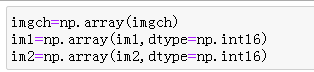 imgch=np.array(imgch)
im1=np.array(im1,dtype=np.int16)
im2=np.array(im2,dtype=np.int16)